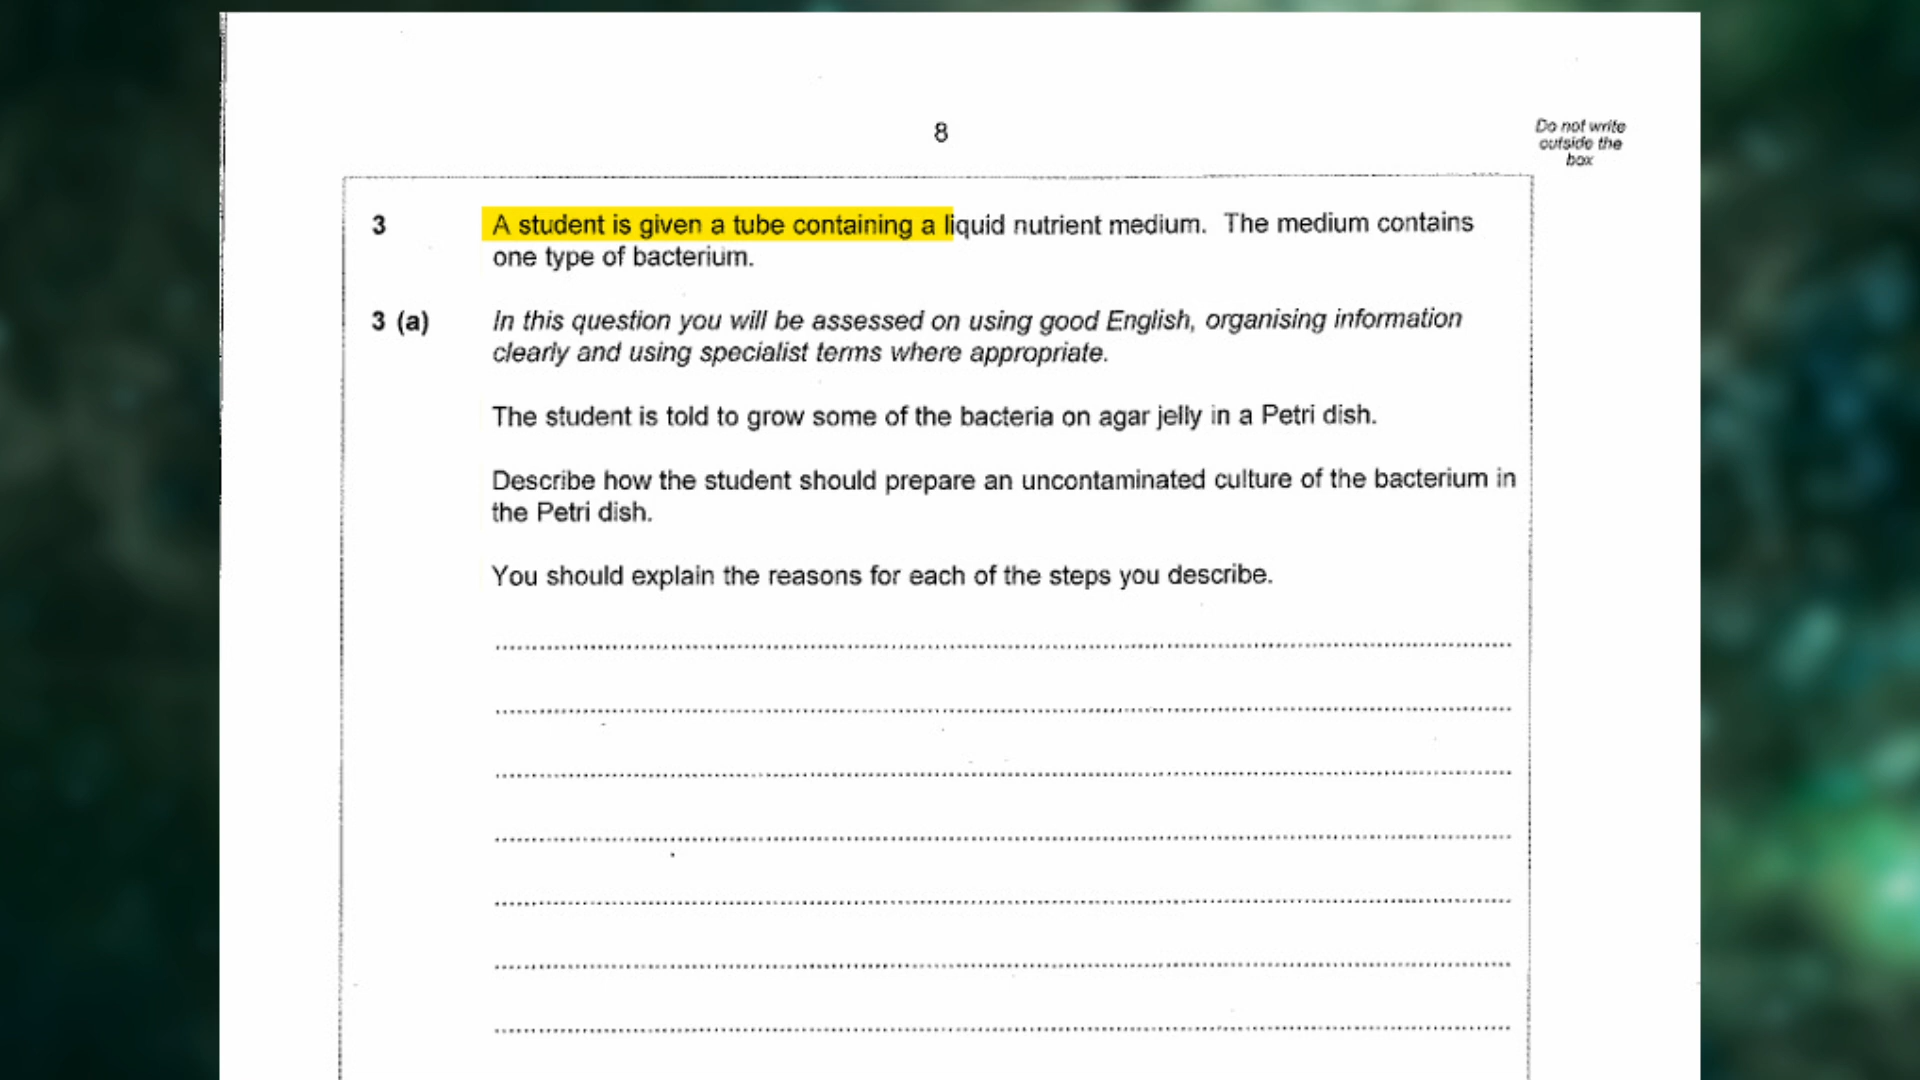 8
Do not write
outside the
box
3 A student is given a tube containing a liquid nutrient medium. The medium contains
one type of bacterium.
3 (a) In this question you will be assessed on using good English, organising information
clearly and using specialist terms where appropriate.
The student is told to grow some of the bacteria on agar jelly in a Petri dish.
Describe how the student should prepare an uncontaminated culture of the bacterium in
the Petri dish.
You should explain the reasons for each of the steps you describe.